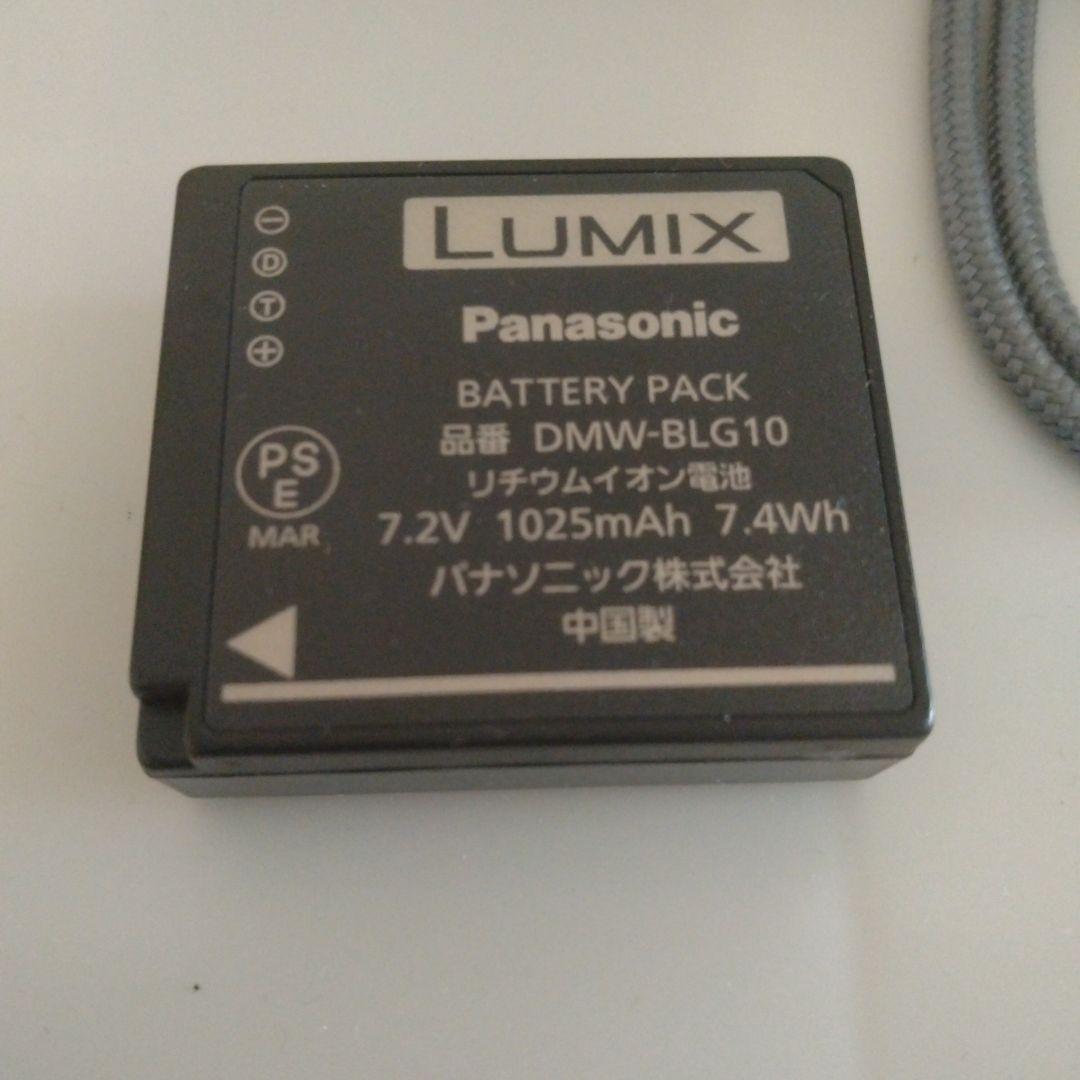 LUMIX
Panasonic
BATTERY PACK
品番 DMW-BLG10
リチウムイオン電池
7.2V 1025mAh 7.4Wh
パナソニック株式会社
中国製
⊖
D
T
⊕
PS
E
MAR